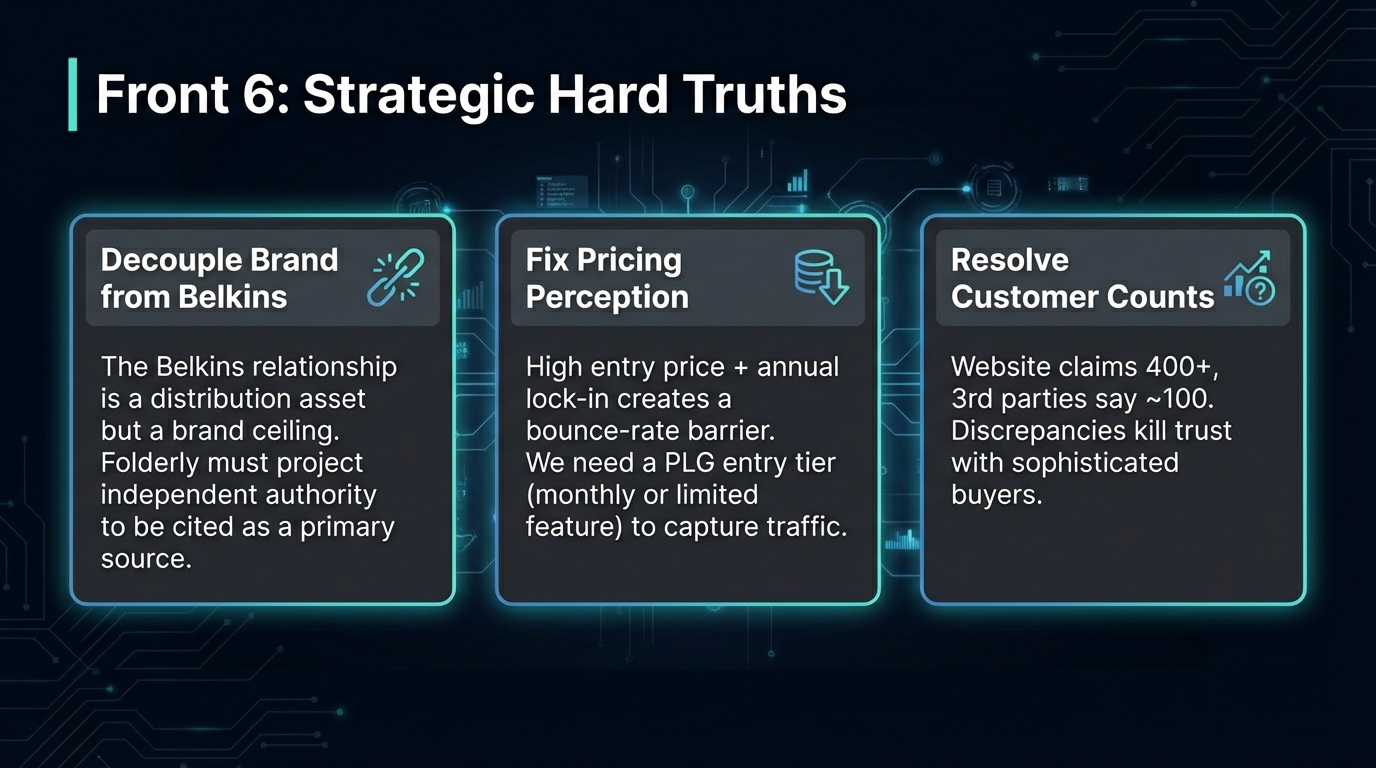 Front 6: Strategic Hard Truths
Decouple Brand
from Belkins
The Belkins relationship
is a distribution asset
but a brand ceiling.
Folderly must project
independent authority
to be cited as a primary
source.
Fix Pricing
Perception
High entry price + annual
lock-in creates a
bounce-rate barrier.
We need a PLG entry tier
(monthly or limited
feature) to capture traffic.
Resolve
Customer Counts
Website claims 400+,
3rd parties say ~100.
Discrepancies kill trust
with sophisticated
buyers.